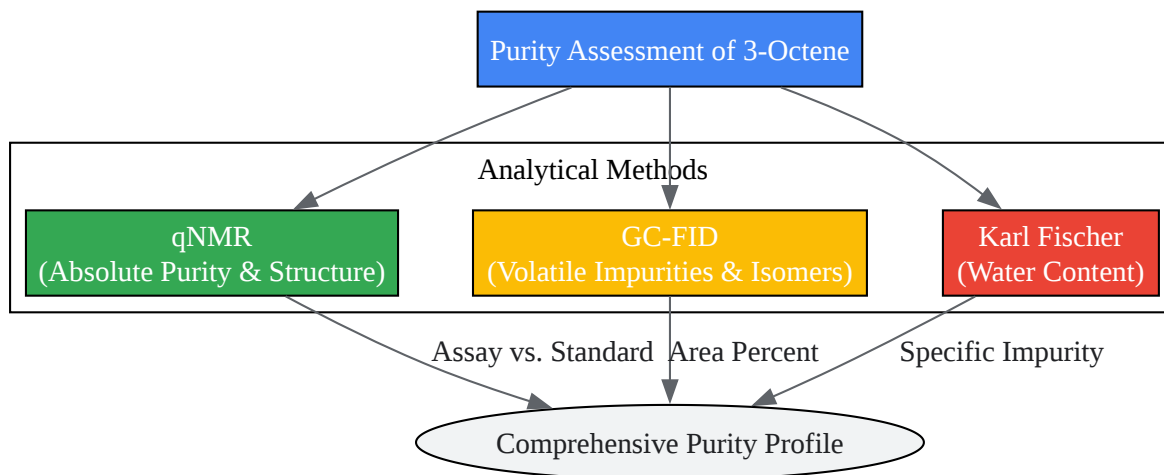 Purity Assessment of 3-Octene
Analytical Methods
qNMR
(Absolute Purity & Structure)
GC-FID
(Volatile Impurities & Isomers)
Karl Fischer
(Water Content)
Assay vs. Standard
Area Percent
Specific Impurity
Comprehensive Purity Profile